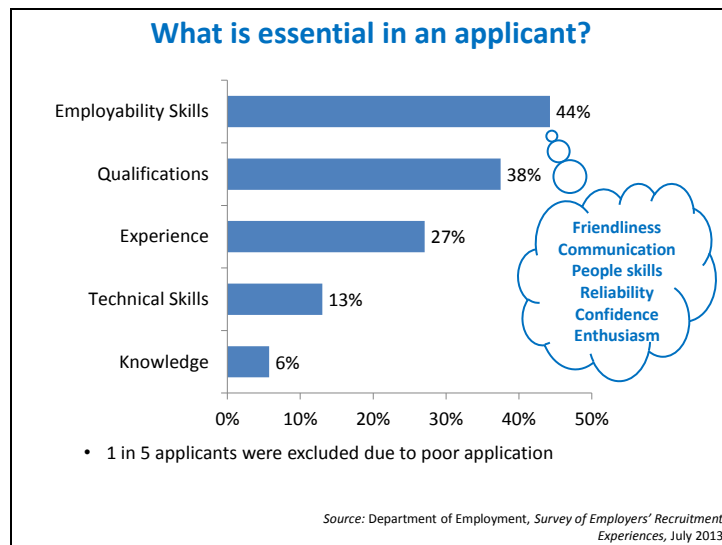 What is essential in an applicant?
Employability Skills
44%
Qualifications
38%
Experience
27%
Technical Skills
13%
Knowledge
6%
0% 10% 20% 30% 40% 50%
Friendliness
Communication
People skills
Reliability
Confidence
Enthusiasm
• 1 in 5 applicants were excluded due to poor application
Source: Department of Employment, Survey of Employers' Recruitment
Experiences, July 2013